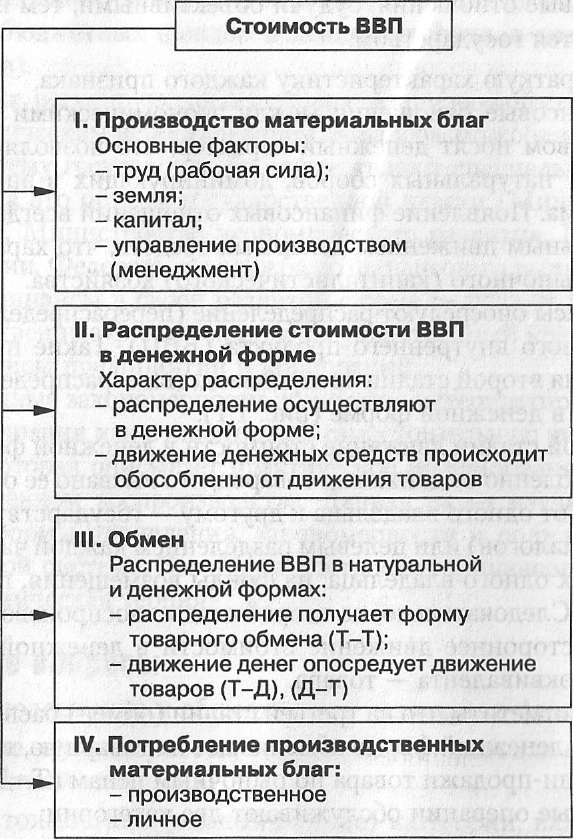 Стоимость ВВП
I. Производство материальных благ
Основные факторы:
– труд (рабочая сила);
– земля;
– капитал;
– управление производством
(менеджмент)
II. Распределение стоимости ВВП
в денежной форме
Характер распределения:
– распределение осуществляют
в денежной форме;
– движение денежных средств происходит
обособленно от движения товаров
III. Обмен
Распределение ВВП в натуральной
и денежной формах:
– распределение получает форму
товарного обмена (Т–Т);
– движение денег опосредует движение
товаров (Т–Д), (Д–Т)
IV. Потребление производственных
материальных благ:
– производственное
– личное